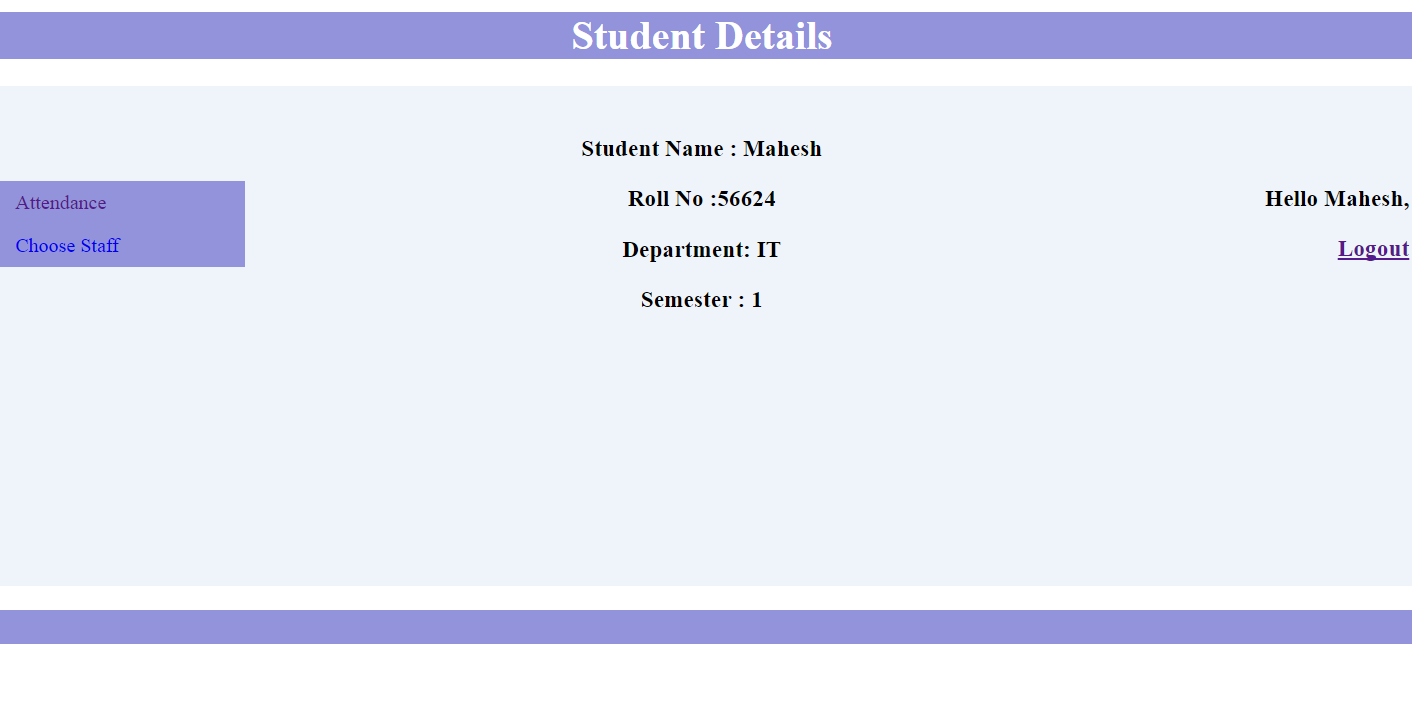 Student Details
Student Name : Mahesh
Attendance
Choose Staff
Roll No :56624
Department: IT
Semester : 1
Hello Mahesh,
Logout